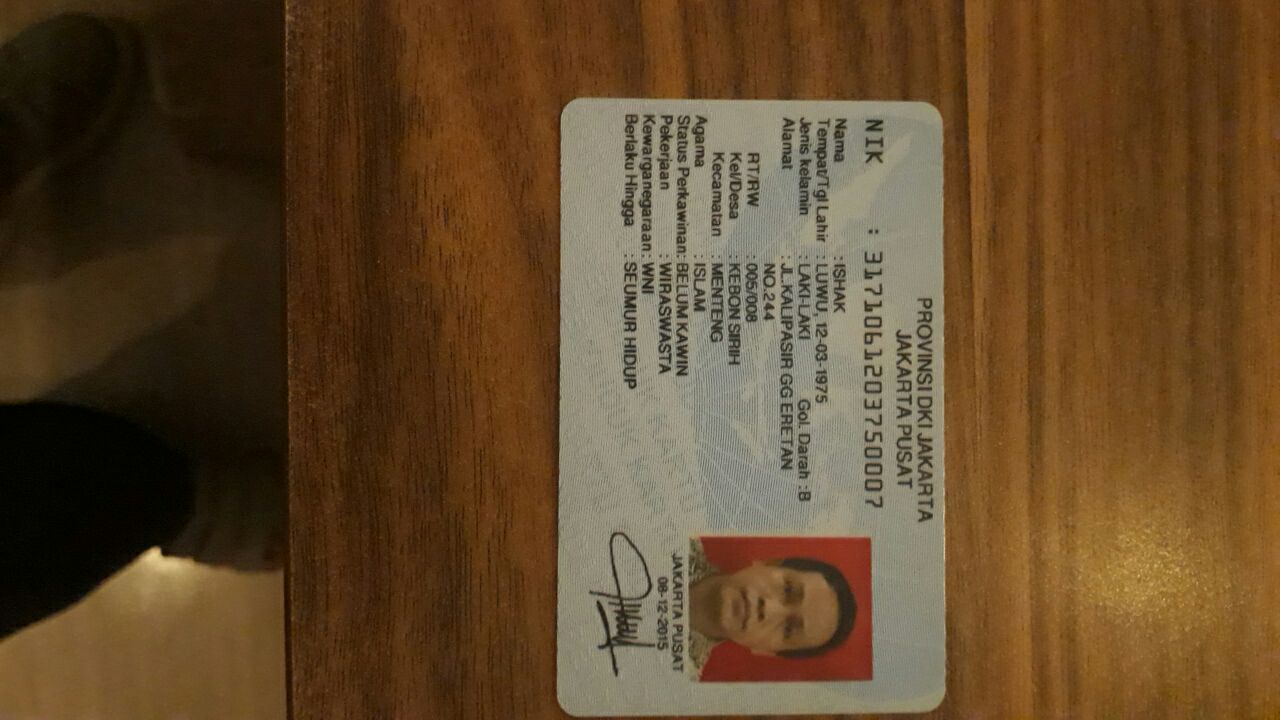 PROVINSI DKI JAKARTA
JAKARTA PUSAT
NIK : 3171061203750007
Nama : ISHAK
Tempat/Tgl Lahir : LUWU, 12-03-1975
Jenis kelamin : LAKI-LAKI Gol. Darah : B
Alamat : JL.KALIPASIR GG ERETAN
NO.244
RT/RW : 005/008
Kel/Desa : KEBON SIRIH
Kecamatan : MENTENG
Agama : ISLAM
Status Perkawinan: BELUM KAWIN
Pekerjaan : WIRASWASTA
Kewarganegaraan: WNI
Berlaku Hingga : SEUMUR HIDUP
JAKARTA PUSAT
08-12-2015